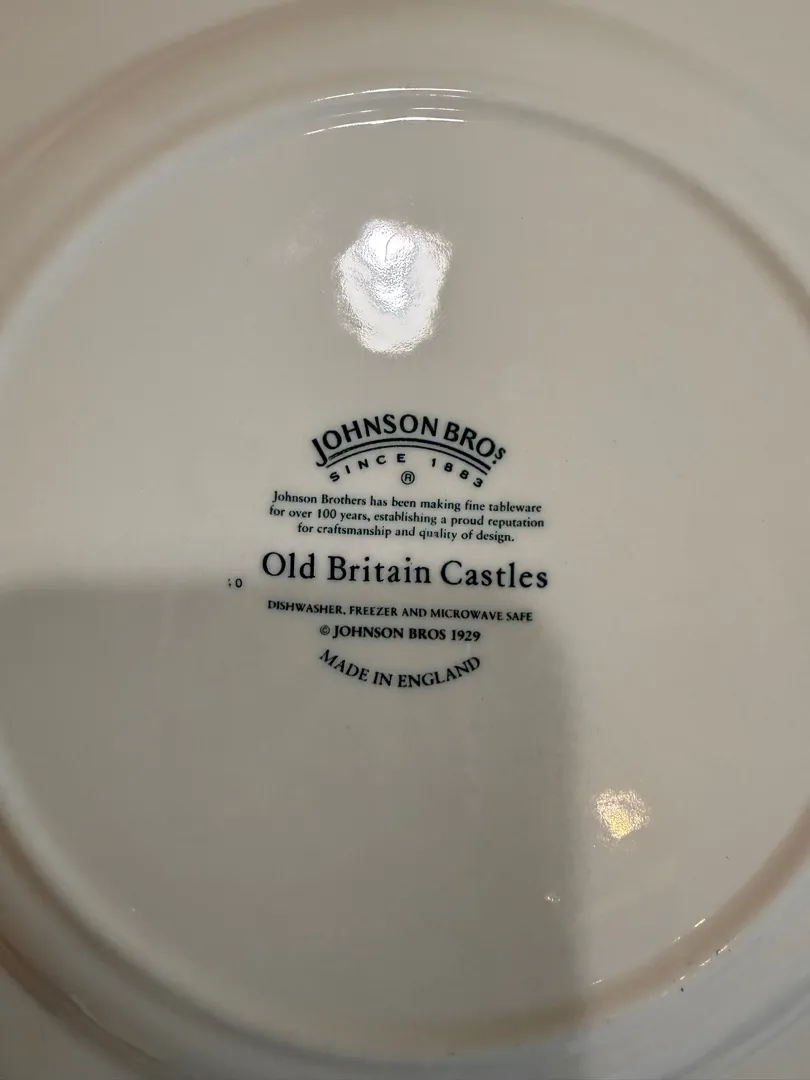 JOHNSON BROS
SINCE 1883
®
Johnson Brothers has been making fine tableware
for over 100 years, establishing a proud reputation
for craftsmanship and quality of design.
Old Britain Castles
DISHWASHER, FREEZER AND MICROWAVE SAFE
© JOHNSON BROS 1929
MADE IN ENGLAND